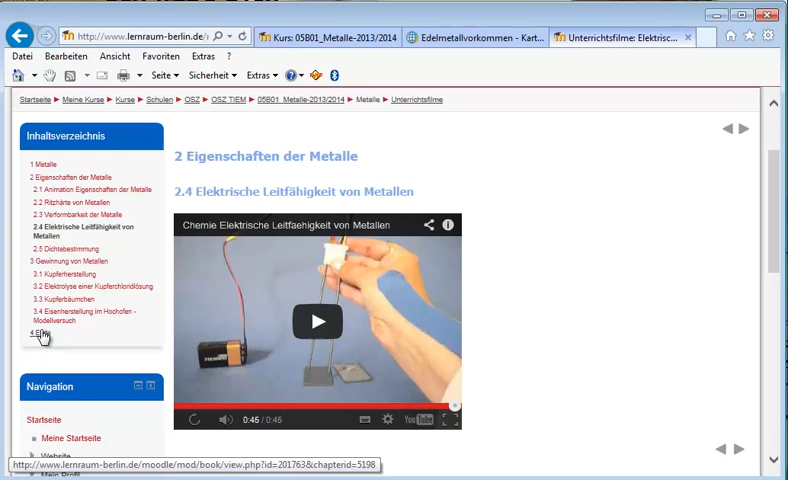 http://www.lernraum-berlin.de/r
Kurs: 05B01_Metalle-2013/2014
Edelmetallvorkommen - Kart...
Unterrichtsfilme: Elektrisc...
Datei Bearbeiten Ansicht Favoriten Extras ?
Seite Sicherheit Extras
Startseite Meine Kurse Kurse Schulen OSZ OSZ TIEM 05B01_Metalle-2013/2014 Metalle Unterrichtsfilme
Inhaltsverzeichnis
1 Metalle
2 Eigenschaften der Metalle
2.1 Animation Eigenschaften der Metalle
2.2 Ritzhärte von Metallen
2.3 Verformbarkeit der Metalle
2.4 Elektrische Leitfähigkeit von
Metallen
2.5 Dichtebestimmung
3 Gewinnung von Metallen
3.1 Kupferherstellung
3.2 Elektrolyse einer Kupferchloridlösung
3.3 Kupferbäumchen
3.4 Eisenherstellung im Hochofen -
Modellversuch
4
2 Eigenschaften der Metalle
2.4 Elektrische Leitfähigkeit von Metallen
Chemie Elektrische Leitfaehigkeit von Metallen
0:45 / 0:45
YouTube
Navigation
Startseite
Meine Startseite
Website
Mein Profil
http://www.lernraum-berlin.de/moodle/mod/book/view.php?id=201763&chapterid=5198